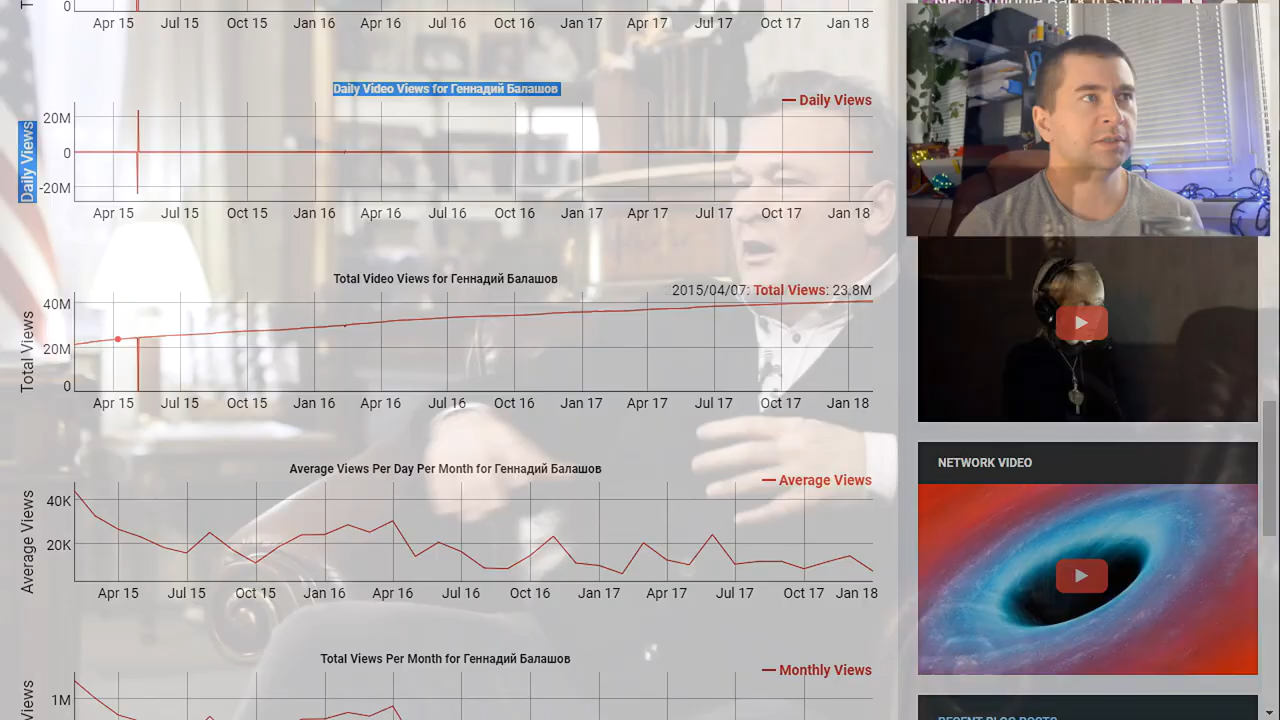 0
Apr 15 Jul 15 Oct 15 Jan 16 Apr 16 Jul 16 Oct 16 Jan 17 Apr 17 Jul 17 Oct 17 Jan 18
Daily Video Views for Геннадий Балашов
Daily Views
Daily Views
20M
0
-20M
Apr 15 Jul 15 Oct 15 Jan 16 Apr 16 Jul 16 Oct 16 Jan 17 Apr 17 Jul 17 Oct 17 Jan 18
Total Video Views for Геннадий Балашов
2015/04/07: Total Views: 23.8M
Total Views
40M
20M
0
Apr 15 Jul 15 Oct 15 Jan 16 Apr 16 Jul 16 Oct 16 Jan 17 Apr 17 Jul 17 Oct 17 Jan 18
Average Views Per Day Per Month for Геннадий Балашов
Average Views
Average Views
40K
20K
Apr 15 Jul 15 Oct 15 Jan 16 Apr 16 Jul 16 Oct 16 Jan 17 Apr 17 Jul 17 Oct 17 Jan 18
Total Views Per Month for Геннадий Балашов
Monthly Views
Views
1M
NETWORK VIDEO
RECENT BLOG POSTS